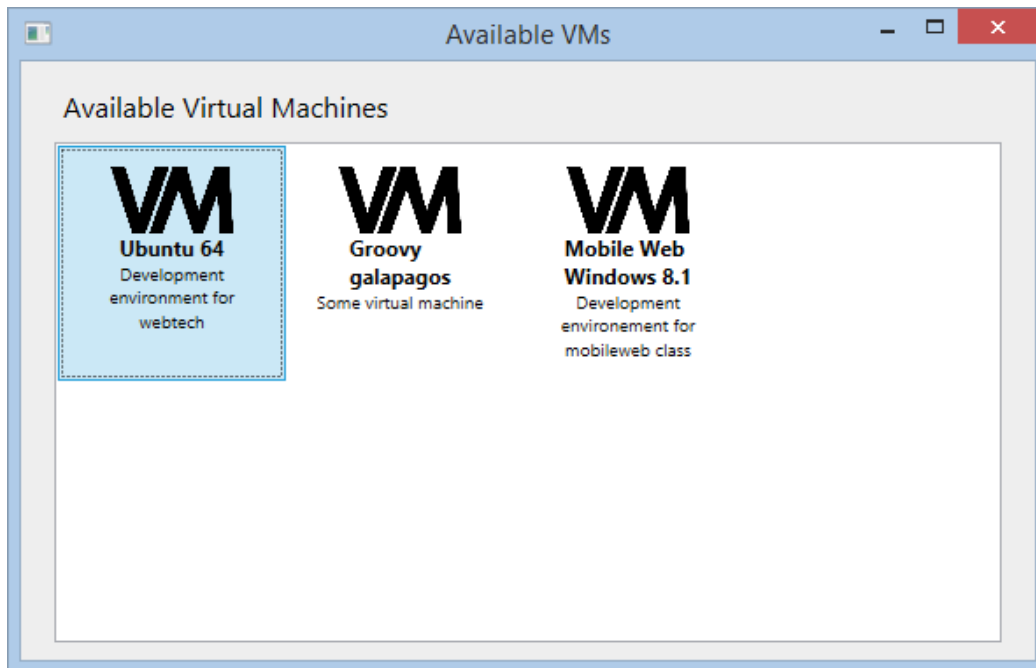 Available VMs
Available Virtual Machines
VM
Ubuntu 64
Development
environment for
webtech
VM
Groovy
galapagos
Some virtual machine
VM
Mobile Web
Windows 8.1
Development
environement for
mobileweb class